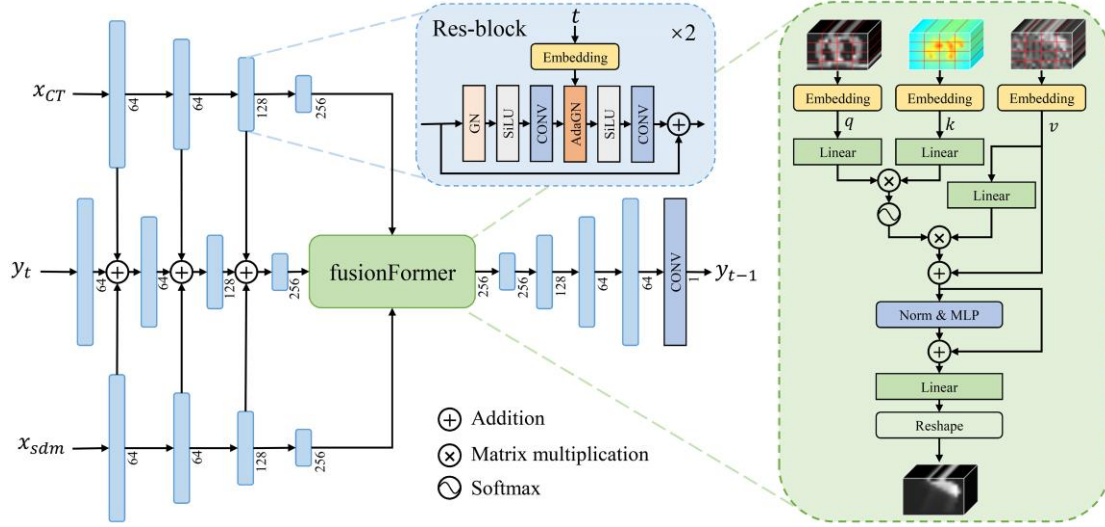 x_CT
64
64
128
256
y_t
64
64
128
256
fusionFormer
256
256
128
64
64
CONV
1
y_{t-1}
x_sdm
64
64
128
256
Res-block
×2
t
Embedding
GN
SiLU
CONV
AdaGN
SiLU
CONV
Addition
Matrix multiplication
Softmax
Embedding
Embedding
Embedding
q
k
v
Linear
Linear
Linear
Norm & MLP
Linear
Reshape